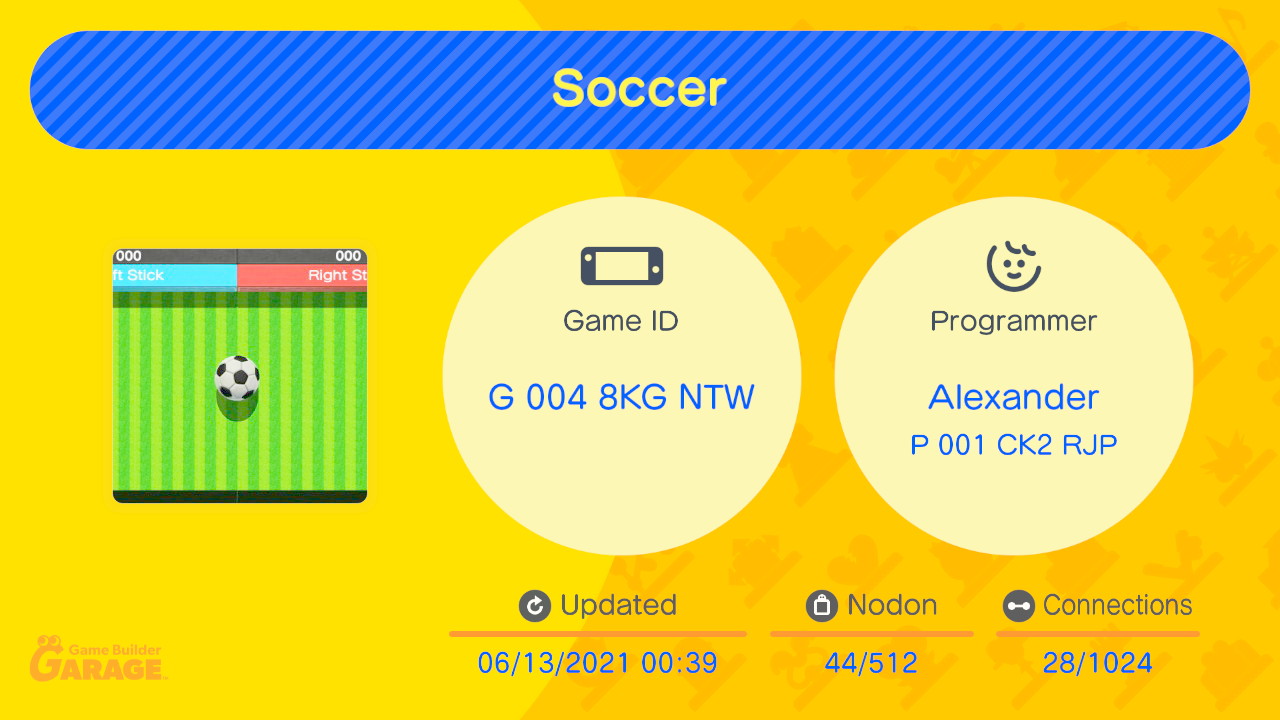 Soccer
000 000
ft Stick Right St
Game ID
G 004 8KG NTW
Programmer
Alexander
P 001 CK2 RJP
Updated
06/13/2021 00:39
Nodon
44/512
Connections
28/1024
Game Builder
GARAGE™